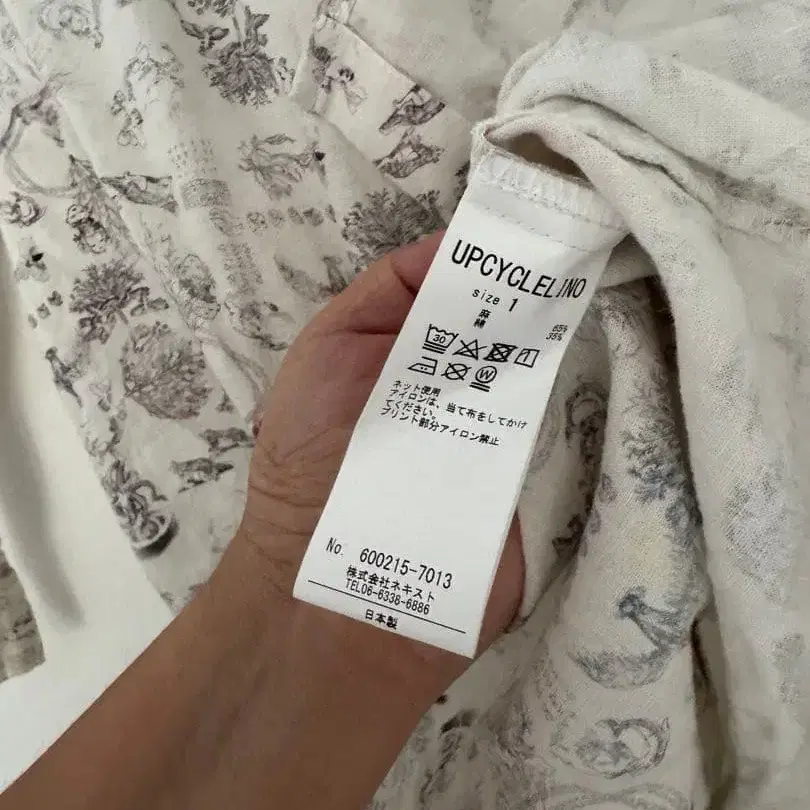 UPCYCLELINO
size 1
麻 65%
綿 35%
30
W
ネット使用
アイロンは、当て布をしてかけ
てください。
プリント部分アイロン禁止
No. 600215-7013
株式会社ネキスト
TEL06-6338-6886
日本製